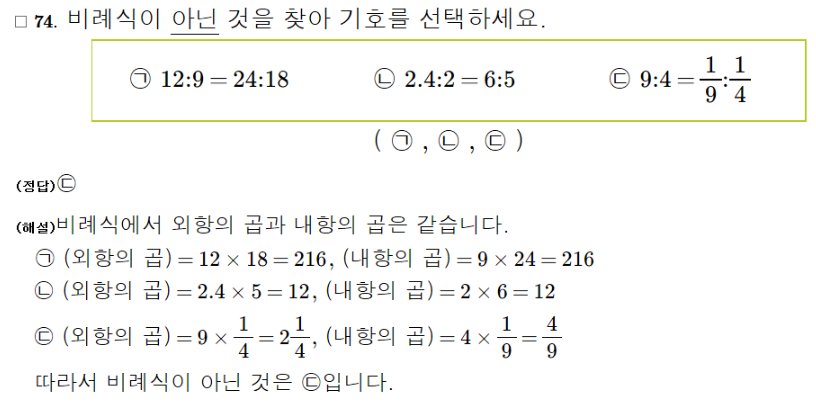 □ 74. 비례식이 아닌 것을 찾아 기호를 선택하세요.
㉠ 12:9=24:18 ㉡ 2.4:2=6:5 ㉢ 9:4=1/9:1/4
( ㉠ , ㉡ , ㉢ )
(정답)㉢
(해설)비례식에서 외항의 곱과 내항의 곱은 같습니다.
㉠ (외항의 곱)=12×18=216, (내항의 곱)=9×24=216
㉡ (외항의 곱)=2.4×5=12, (내항의 곱)=2×6=12
㉢ (외항의 곱)=9×1/4=2 1/4, (내항의 곱)=4×1/9=4/9
따라서 비례식이 아닌 것은 ㉢입니다.